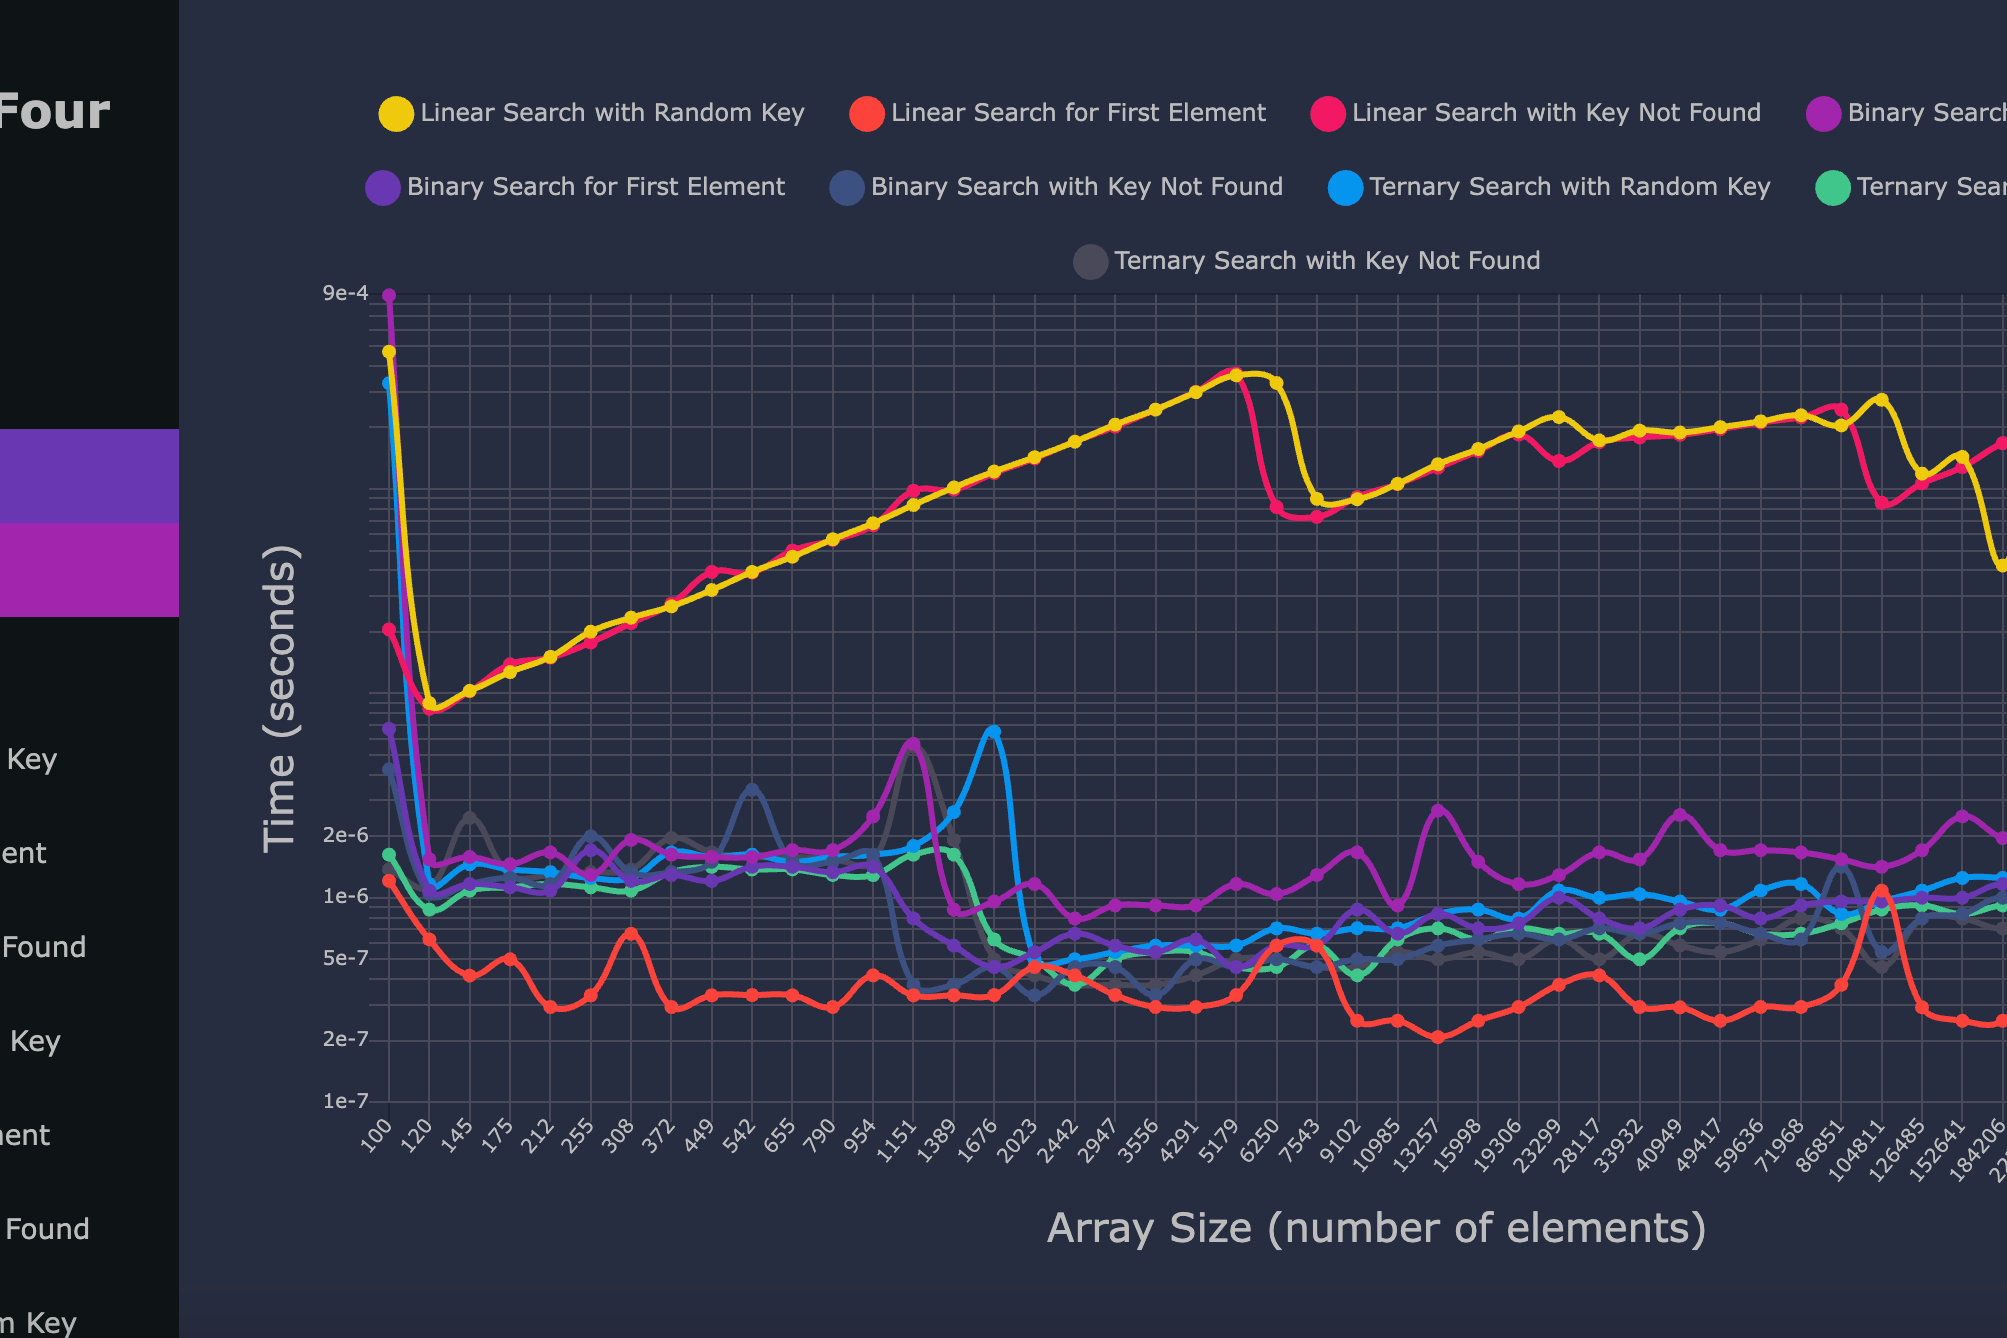 Four
Linear Search with Random Key Linear Search for First Element Linear Search with Key Not Found Binary Search
Binary Search for First Element Binary Search with Key Not Found Ternary Search with Random Key Ternary Sear
Ternary Search with Key Not Found
9e-4
2e-6
1e-6
5e-7
2e-7
1e-7
Time (seconds)
100 120 145 175 212 255 308 372 449 542 655 790 954 1151 1389 1676 2023 2442 2947 3556 4291 5179 6250 7543 9102 10985 13257 15998 19306 23299 28117 33932 40949 49417 59636 71968 86851 104811 126485 152641 184206
Array Size (number of elements)
Key
ent
Found
Key
ent
Found
Key